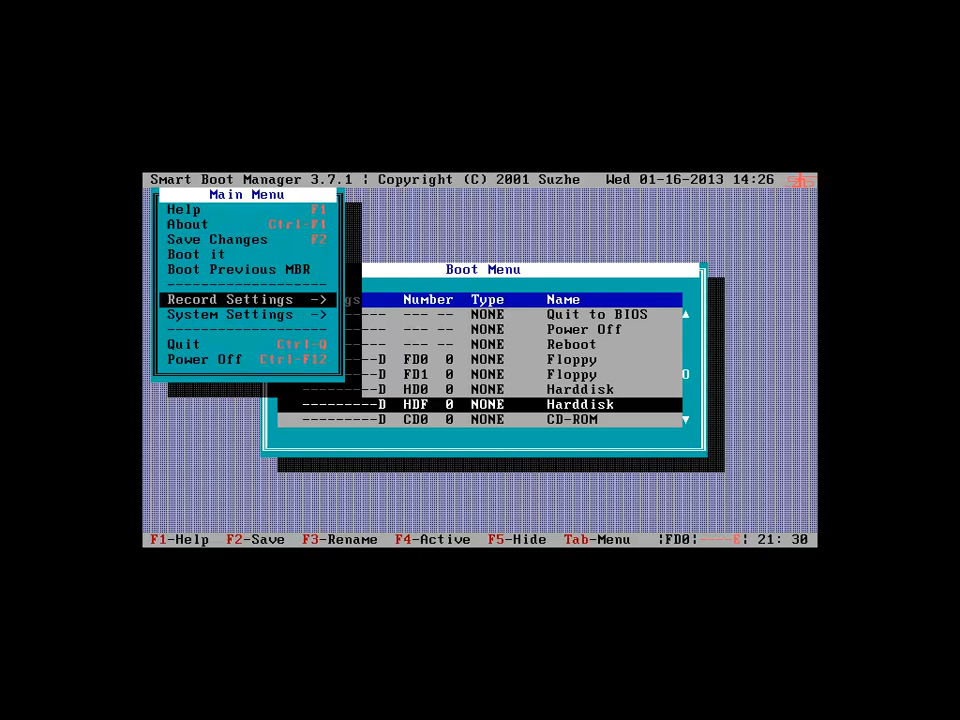 Smart Boot Manager 3.7.1 ¦ Copyright (C) 2001 Suzhe Wed 01-16-2013 14:26
Main Menu
Help F1
About Ctrl-F1
Save Changes F2
Boot it
Boot Previous MBR
-------------------
Record Settings ->
System Settings ->
-------------------
Quit Ctrl-Q
Power Off Ctrl-F12
Boot Menu
gs Number Type Name
--- -- NONE Quit to BIOS
--- -- NONE Power Off
--- -- NONE Reboot
D FD0 0 NONE Floppy
D FD1 0 NONE Floppy
D HD0 0 NONE Harddisk
---------D HDF 0 NONE Harddisk
---------D CD0 0 NONE CD-ROM
F1-Help F2-Save F3-Rename F4-Active F5-Hide Tab-Menu ¦FD0¦----E¦ 21: 30